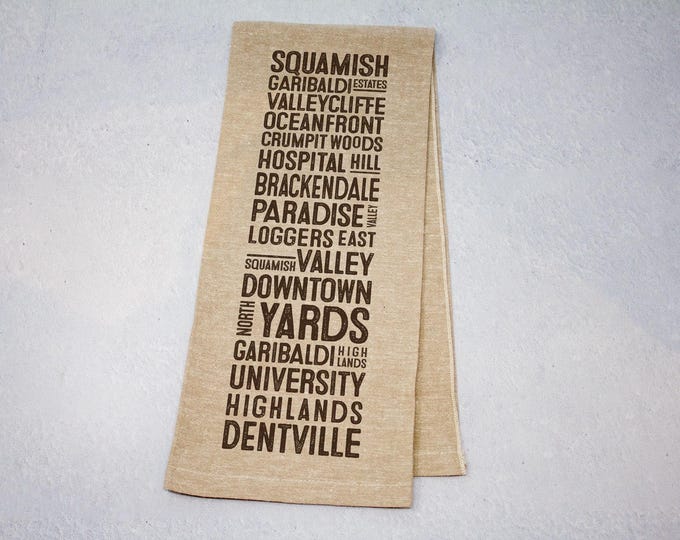 SQUAMISH
GARIBALDI ESTATES
VALLEYCLIFFE
OCEANFRONT
CRUMPIT WOODS
HOSPITAL HILL
BRACKENDALE
PARADISE VALLEY
LOGGERS EAST
SQUAMISH VALLEY
DOWNTOWN
NORTH YARDS
GARIBALDI HIGH LANDS
UNIVERSITY
HIGHLANDS
DENTVILLE